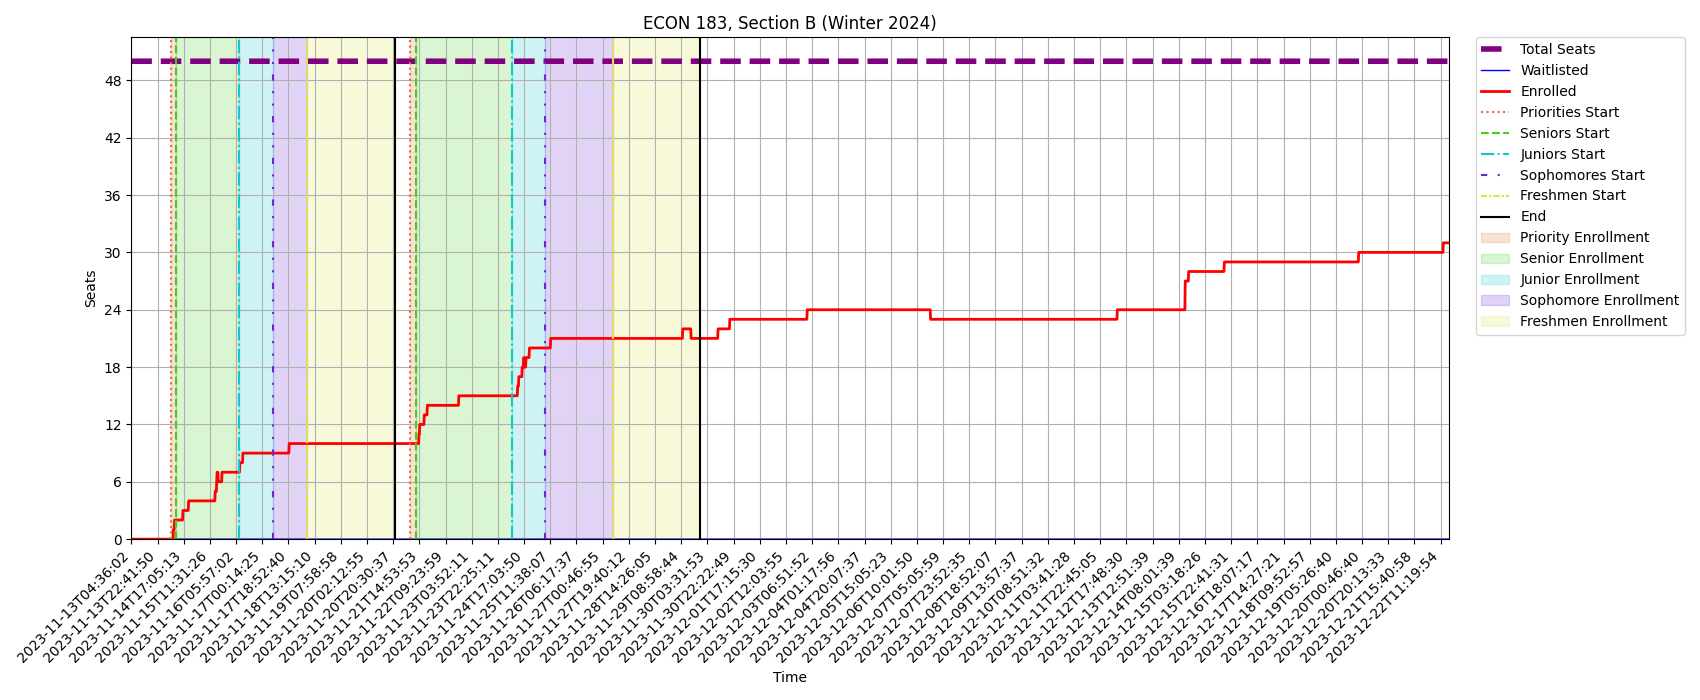 ECON 183, Section B (Winter 2024)
Seats
48
42
36
30
24
18
12
6
0
2023-11-13T04:36:02
2023-11-13T22:41:50
2023-11-14T17:05:13
2023-11-15T11:31:26
2023-11-16T05:57:02
2023-11-17T00:14:25
2023-11-17T18:52:40
2023-11-18T13:15:10
2023-11-19T07:58:58
2023-11-20T02:12:55
2023-11-20T20:30:37
2023-11-21T14:53:53
2023-11-22T09:23:59
2023-11-23T03:52:11
2023-11-23T22:25:11
2023-11-24T17:03:50
2023-11-25T11:38:07
2023-11-26T06:17:37
2023-11-27T00:46:55
2023-11-27T19:40:12
2023-11-28T14:26:05
2023-11-29T08:58:44
2023-11-30T03:31:53
2023-11-30T22:22:49
2023-12-01T17:15:30
2023-12-02T12:03:55
2023-12-03T06:51:52
2023-12-04T01:17:56
2023-12-04T20:07:37
2023-12-05T15:05:23
2023-12-06T10:01:50
2023-12-07T05:05:59
2023-12-07T23:52:35
2023-12-08T18:52:07
2023-12-09T13:57:37
2023-12-10T08:51:32
2023-12-11T03:41:28
2023-12-11T22:45:05
2023-12-12T17:48:30
2023-12-13T12:51:39
2023-12-14T08:01:39
2023-12-15T03:18:26
2023-12-15T22:41:31
2023-12-16T18:07:17
2023-12-17T14:27:21
2023-12-18T09:52:57
2023-12-19T05:26:40
2023-12-20T00:46:40
2023-12-20T20:13:33
2023-12-21T15:40:58
2023-12-22T11:19:54
Time
Total Seats
Waitlisted
Enrolled
Priorities Start
Seniors Start
Juniors Start
Sophomores Start
Freshmen Start
End
Priority Enrollment
Senior Enrollment
Junior Enrollment
Sophomore Enrollment
Freshmen Enrollment